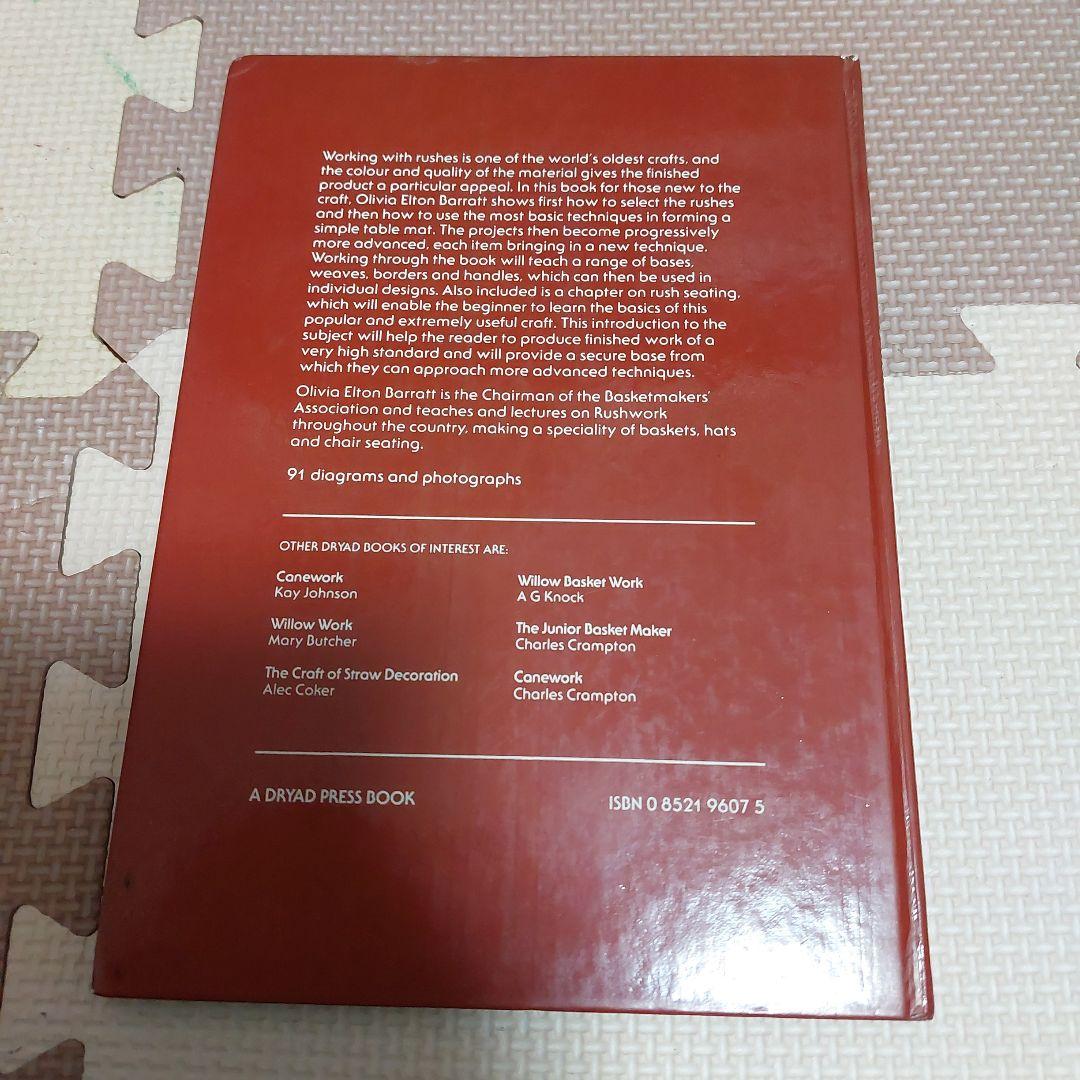 Working with rushes is one of the world's oldest crafts, and
the colour and quality of the material gives the finished
product a particular appeal. In this book for those new to the
craft, Olivia Elton Barratt shows first how to select the rushes
and then how to use the most basic techniques in forming a
simple table mat. The projects then become progressively
more advanced, each item bringing in a new technique.
Working through the book will teach a range of bases,
weaves, borders and handles, which can then be used in
individual designs. Also included is a chapter on rush seating,
which will enable the beginner to learn the basics of this
popular and extremely useful craft. This introduction to the
subject will help the reader to produce finished work of a
very high standard and will provide a secure base from
which they can approach more advanced techniques.
Olivia Elton Barratt is the Chairman of the Basketmakers'
Association and teaches and lectures on Rushwork
throughout the country, making a speciality of baskets, hats
and chair seating.
91 diagrams and photographs
OTHER DRYAD BOOKS OF INTEREST ARE:
Canework
Kay Johnson
Willow Work
Mary Butcher
The Craft of Straw Decoration
Alec Coker
Willow Basket Work
A G Knock
The Junior Basket Maker
Charles Crampton
Canework
Charles Crampton
A DRYAD PRESS BOOK
ISBN 0 8521 9607 5